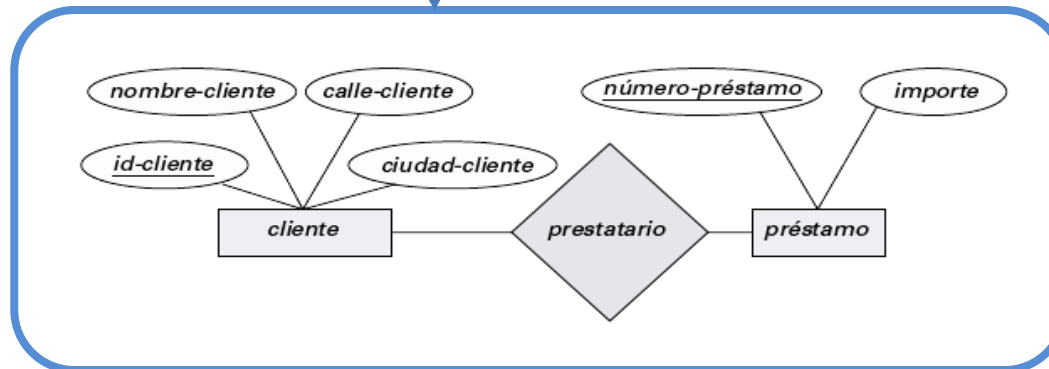 nombre-cliente
calle-cliente
número-préstamo
importe
id-cliente
ciudad-cliente
cliente
prestatario
préstamo